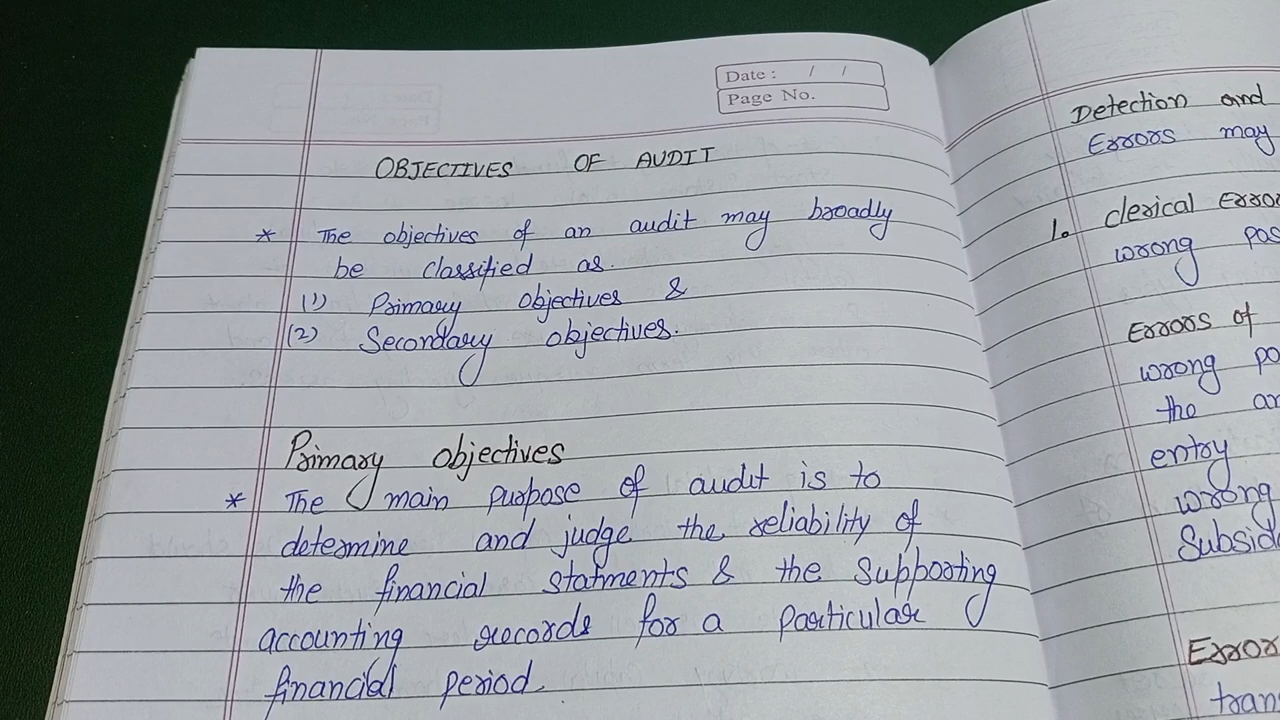 Date : / /
Page No.
OBJECTIVES OF AUDIT
* The objectives of an audit may broadly
be classified as.
(1) Primary objectives &
(2) Secondary objectives.
Primary objectives
* The main purpose of audit is to
determine and judge the reliability of
the financial statments & the supporting
accounting records for a particular
financial period.
Detection and
Errors may
1. clerical
wrong
Errors of
wrong
the
entry
wrong
Error